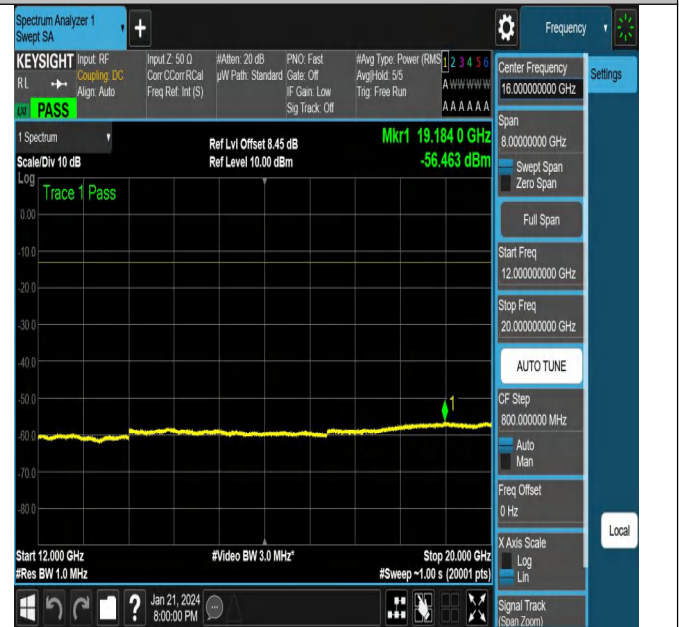 Spectrum Analyzer 1
Swept SA
+
Frequency
KEYSIGHT
RL
LXI
PASS
Input: RF
Coupling: DC
Align: Auto
Input Z: 50 Ω
Corr CCorr RCal
Freq Ref: Int (S)
#Atten: 20 dB
µW Path: Standard
PNO: Fast
Gate: Off
IF Gain: Low
Sig Track: Off
#Avg Type: Power (RMS
Avg|Hold: 5/5
Trig: Free Run
1 2 3 4 5 6
A W W W W W
A A A A A A
Center Frequency
16.000000000 GHz
Settings
Span
8.00000000 GHz
Swept Span
Zero Span
Full Span
Start Freq
12.000000000 GHz
Stop Freq
20.000000000 GHz
AUTO TUNE
CF Step
800.000000 MHz
Auto
Man
Freq Offset
0 Hz
X Axis Scale
Log
Lin
Signal Track
(Span Zoom)
Local
1 Spectrum
Scale/Div 10 dB
Log
Ref Lvl Offset 8.45 dB
Ref Level 10.00 dBm
Mkr1 19.184 0 GHz
-56.463 dBm
Trace 1 Pass
0.00
-10.0
-20.0
-30.0
-40.0
-50.0
-60.0
-70.0
-80.0
1
Start 12.000 GHz
#Res BW 1.0 MHz
#Video BW 3.0 MHz*
Stop 20.000 GHz
#Sweep ~1.00 s (20001 pts)
?
Jan 21, 2024
8:00:00 PM